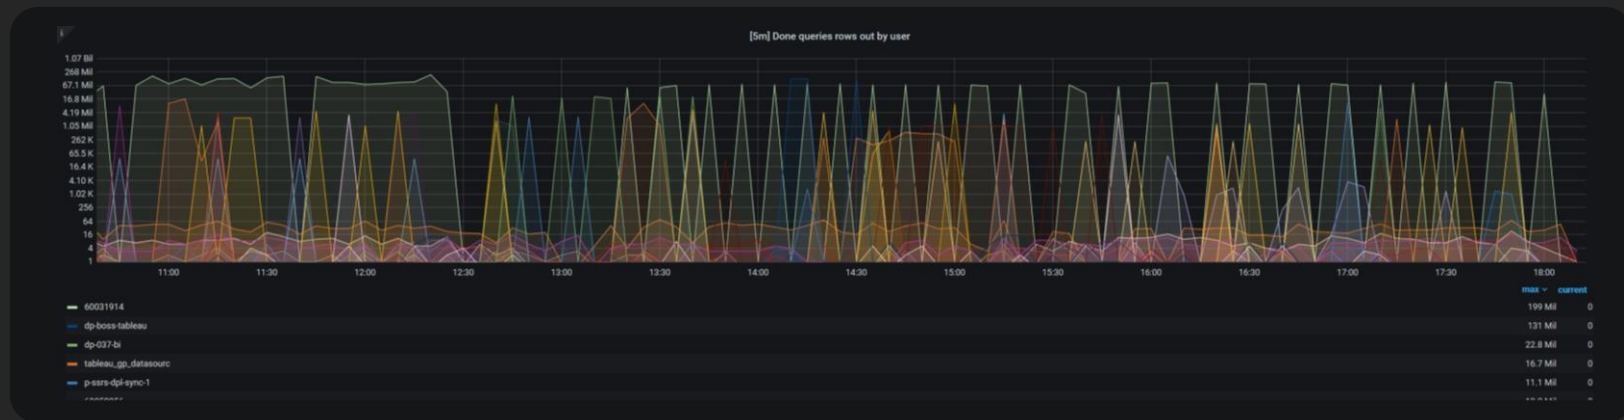 i
[5m] Done queries rows out by user
1.07 Bil
268 Mil
67.1 Mil
16.8 Mil
4.19 Mil
1.05 Mil
262 K
65.5 K
16.4 K
4.10 K
1.02 K
256
64
16
4
1
11:00 11:30 12:00 12:30 13:00 13:30 14:00 14:30 15:00 15:30 16:00 16:30 17:00 17:30 18:00
max current
60031914 199 Mil 0
dp-boss-tableau 131 Mil 0
dp-037-bi 22.8 Mil 0
tableau_gp_datasourc 16.7 Mil 0
p-ssrs-dpl-sync-1 11.1 Mil 0